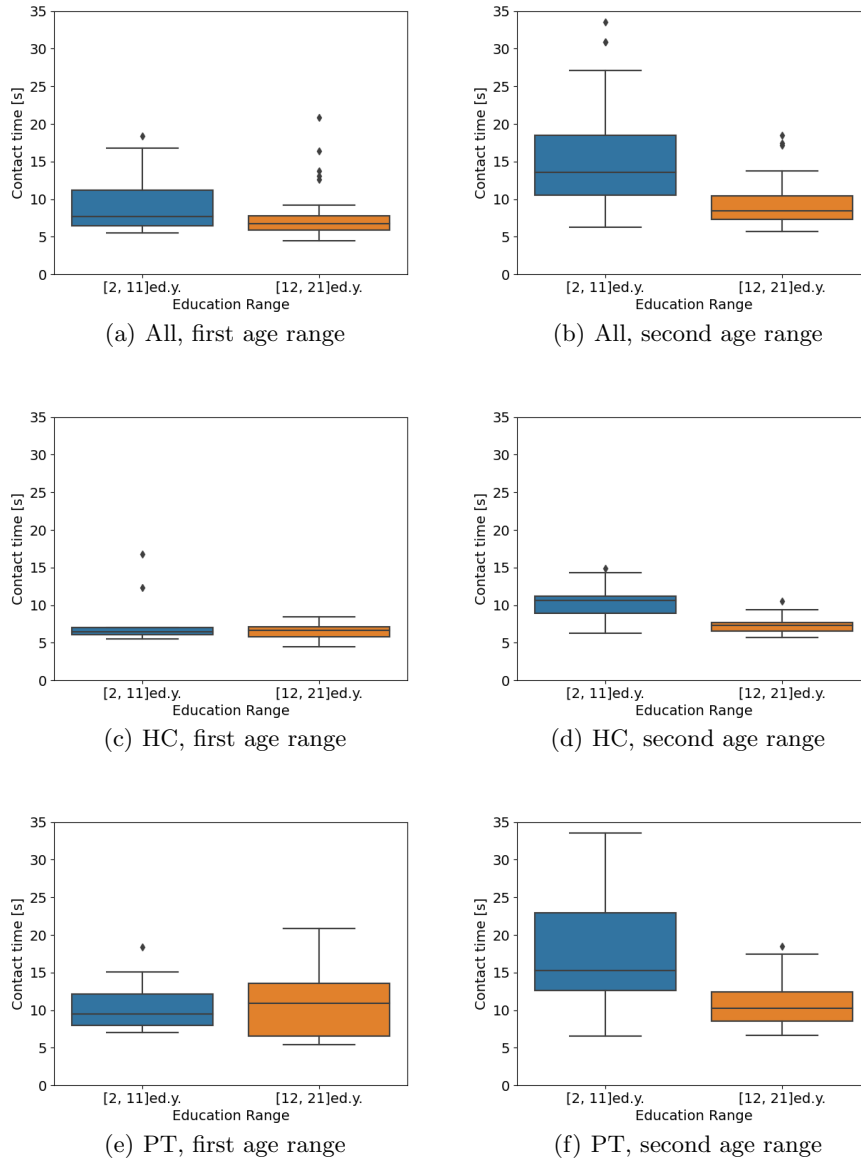 35
30
25
20
15
10
5
0
Contact time [s]
[2, 11]ed.y. [12, 21]ed.y.
Education Range
(a) All, first age range
35
30
25
20
15
10
5
0
Contact time [s]
[2, 11]ed.y. [12, 21]ed.y.
Education Range
(b) All, second age range
35
30
25
20
15
10
5
0
Contact time [s]
[2, 11]ed.y. [12, 21]ed.y.
Education Range
(c) HC, first age range
35
30
25
20
15
10
5
0
Contact time [s]
[2, 11]ed.y. [12, 21]ed.y.
Education Range
(d) HC, second age range
35
30
25
20
15
10
5
0
Contact time [s]
[2, 11]ed.y. [12, 21]ed.y.
Education Range
(e) PT, first age range
35
30
25
20
15
10
5
0
Contact time [s]
[2, 11]ed.y. [12, 21]ed.y.
Education Range
(f) PT, second age range